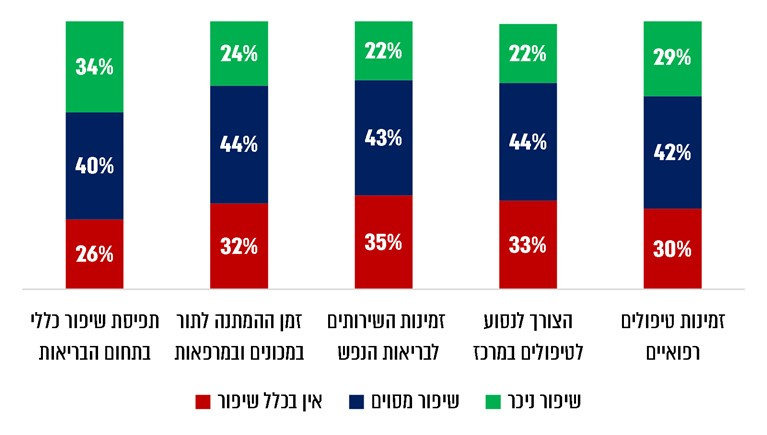 34%
24%
22%
22%
29%
40%
44%
43%
44%
42%
26%
32%
35%
33%
30%
תפיסת שיפור כללי
בתחום הבריאות
זמן ההמתנה לתור
במכונים ובמרפאות
זמינות השירותים
לבריאות הנפש
הצורך לנסוע
לטיפולים במרכז
זמינות טיפולים
רפואיים
שיפור ניכר
שיפור מסוים
אין בכלל שיפור